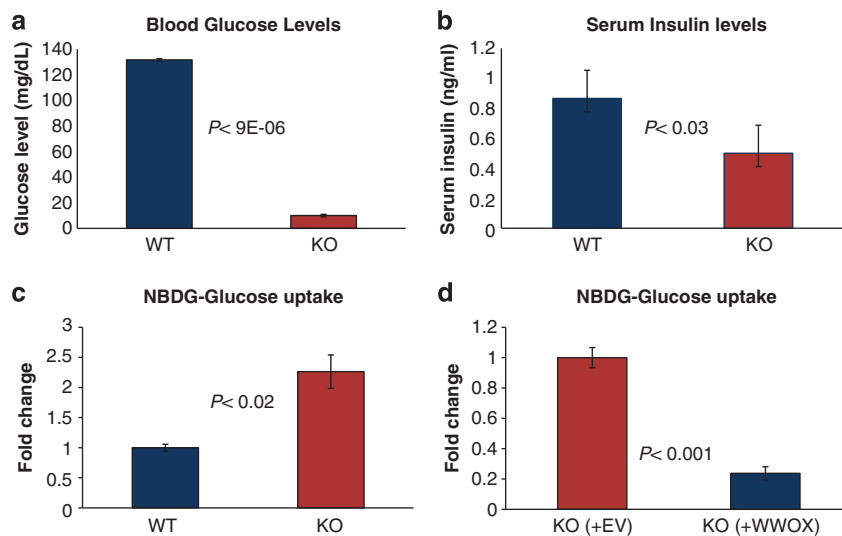 a
Blood Glucose Levels
Glucose level (mg/dL)
140
120
100
80
60
40
20
0
P< 9E-06
WT
KO
b
Serum Insulin levels
Serum insulin (ng/ml)
1.2
1
0.8
0.6
0.4
0.2
0
P< 0.03
WT
KO
c
NBDG-Glucose uptake
Fold change
3
2.5
2
1.5
1
0.5
0
P< 0.02
WT
KO
d
NBDG-Glucose uptake
Fold change
1.2
1
0.8
0.6
0.4
0.2
0
P< 0.001
KO (+EV)
KO (+WWOX)